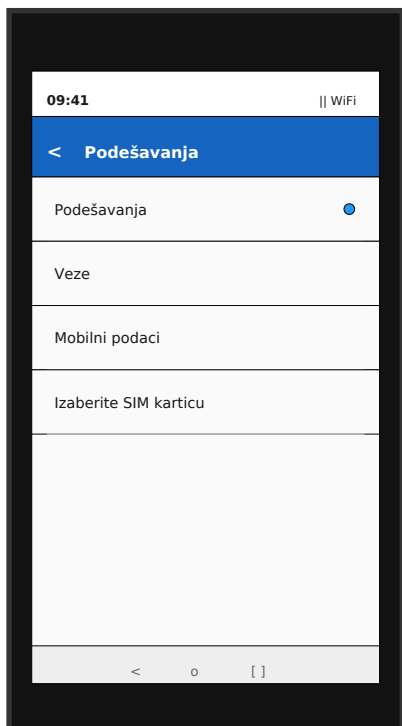 09:41 || WiFi
< Podešavanja
Podešavanja
Veze
Mobilni podaci
Izaberite SIM karticu
< o [ ]